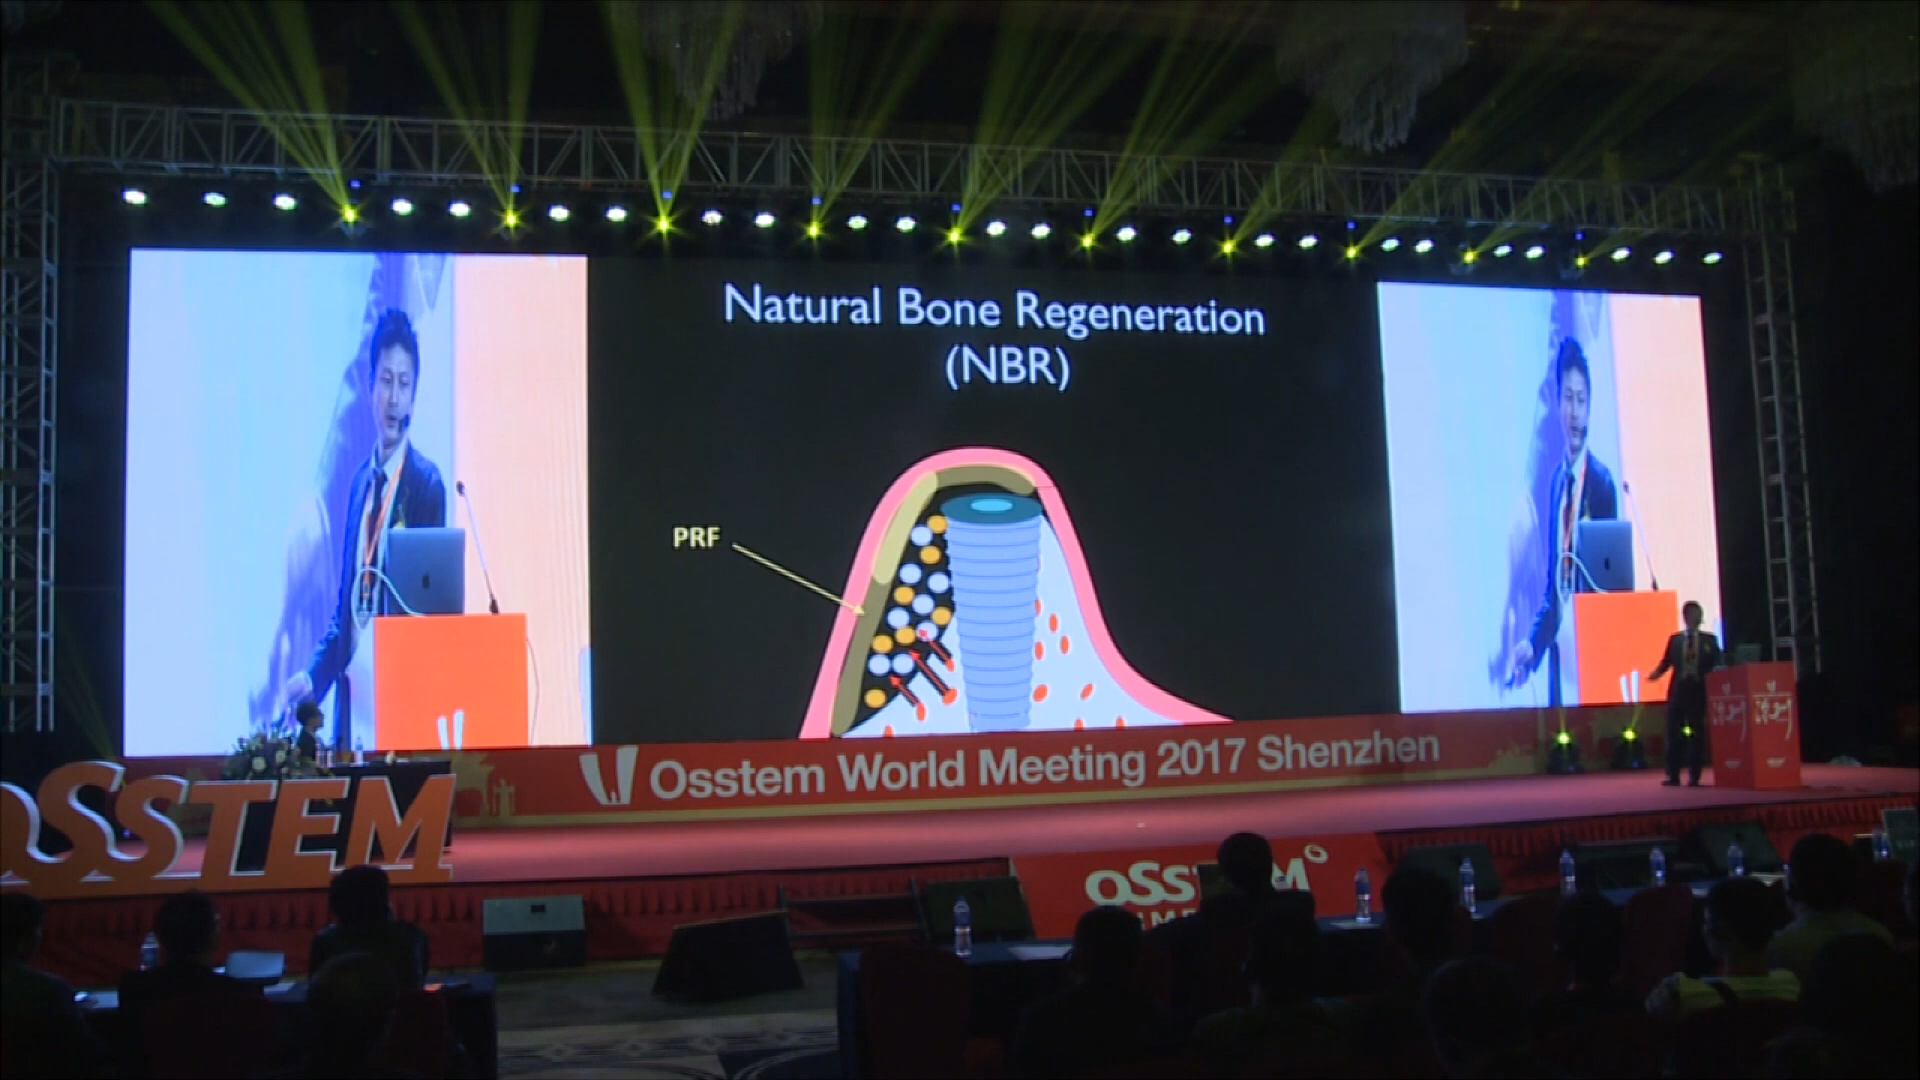 Natural Bone Regeneration
(NBR)
PRF
Osstem World Meeting 2017 Shenzhen
OSSTEM